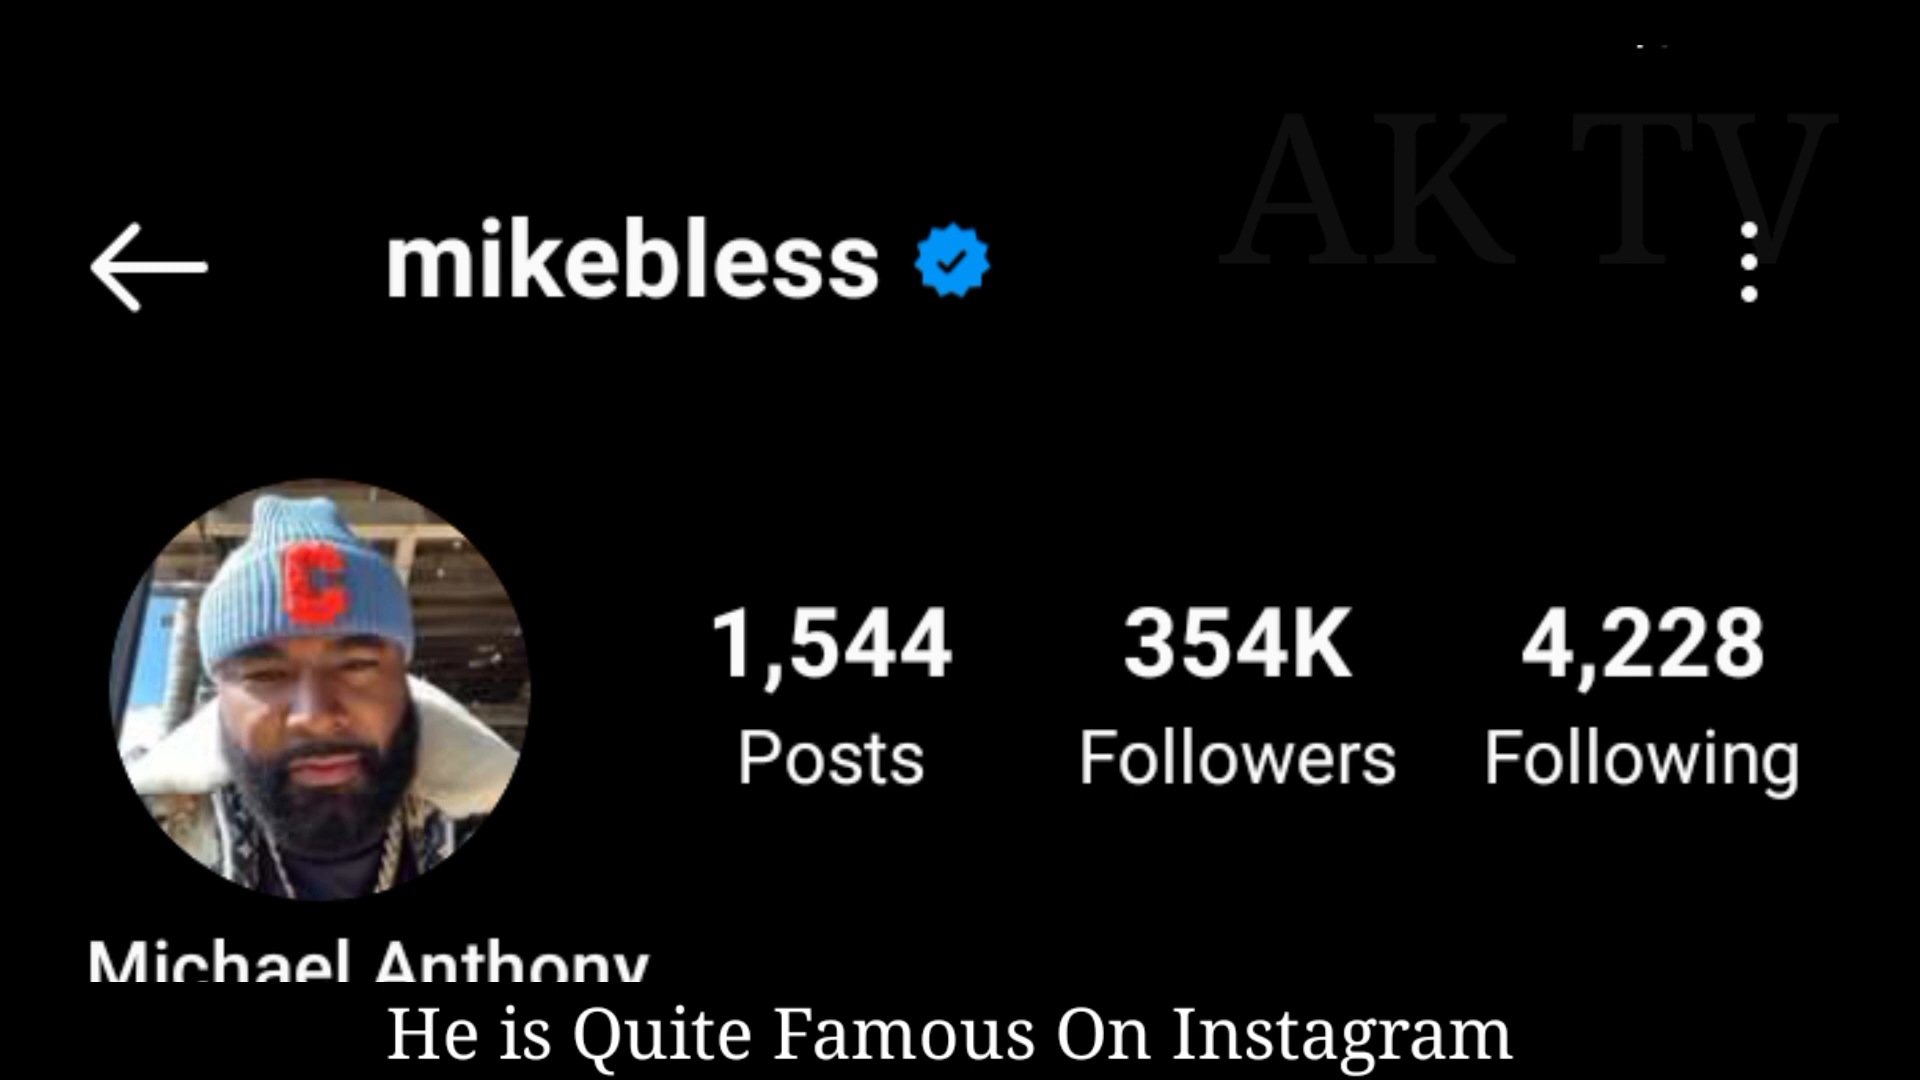 AK TV
mikebless
C
1,544 354K 4,228
Posts Followers Following
Michael Anthony
He is Quite Famous On Instagram